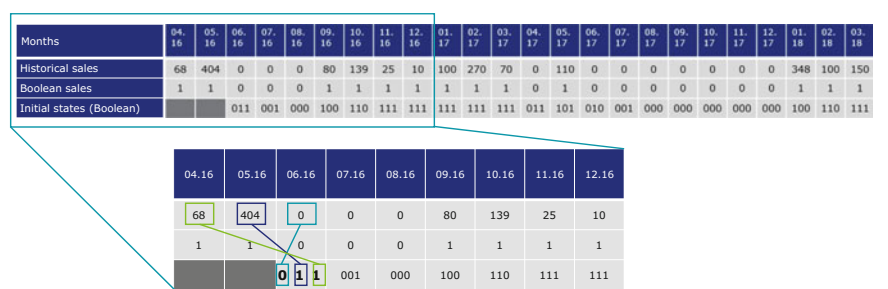 Months 04. 16 05. 16 06. 16 07. 16 08. 16 09. 16 10. 16 11. 16 12. 16 01. 17 02. 17 03. 17 04. 17 05. 17 06. 17 07. 17 08. 17 09. 17 10. 17 11. 17 12. 17 01. 18 02. 18 03. 18
Historical sales 68 404 0 0 0 80 139 25 10 100 270 70 0 110 0 0 0 0 0 0 0 348 100 150
Boolean sales 1 1 0 0 0 1 1 1 1 1 1 1 0 1 0 0 0 0 0 0 0 1 1 1
Initial states (Boolean) 011 001 000 100 110 111 111 111 111 111 011 101 010 001 000 000 000 000 000 100 110 111
04.16 05.16 06.16 07.16 08.16 09.16 10.16 11.16 12.16
68 404 0 0 0 80 139 25 10
1 1 0 0 0 1 1 1 1
0 1 1 001 000 100 110 111 111